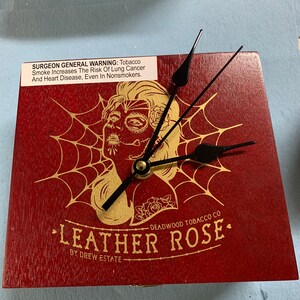 SURGEON GENERAL WARNING: Tobacco
Smoke Increases The Risk Of Lung Cancer
And Heart Disease, Even In Nonsmokers.
DEADWOOD TOBACCO CO
LEATHER ROSE
BY DREW ESTATE